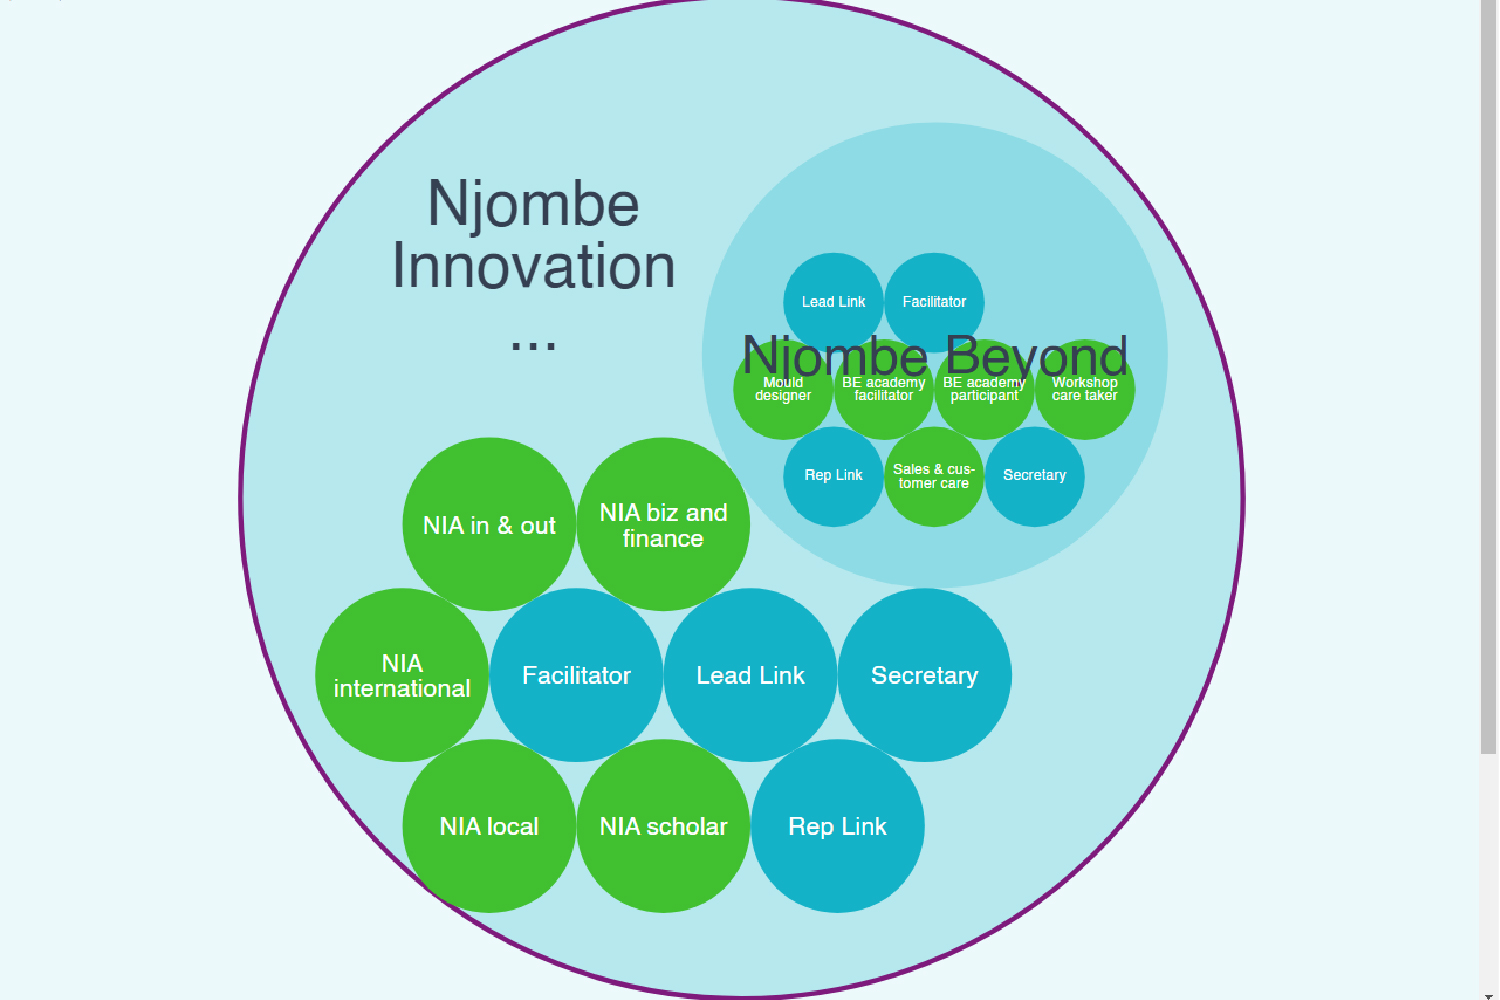 Njombe
Innovation
...
Lead Link
Facilitator
Njombe Beyond
Mould
designer
BE academy
facilitator
BE academy
participant
Workshop
care taker
Rep Link
Sales & cus-
tomer care
Secretary
NIA in & out
NIA biz and
finance
NIA
international
Facilitator
Lead Link
Secretary
NIA local
NIA scholar
Rep Link